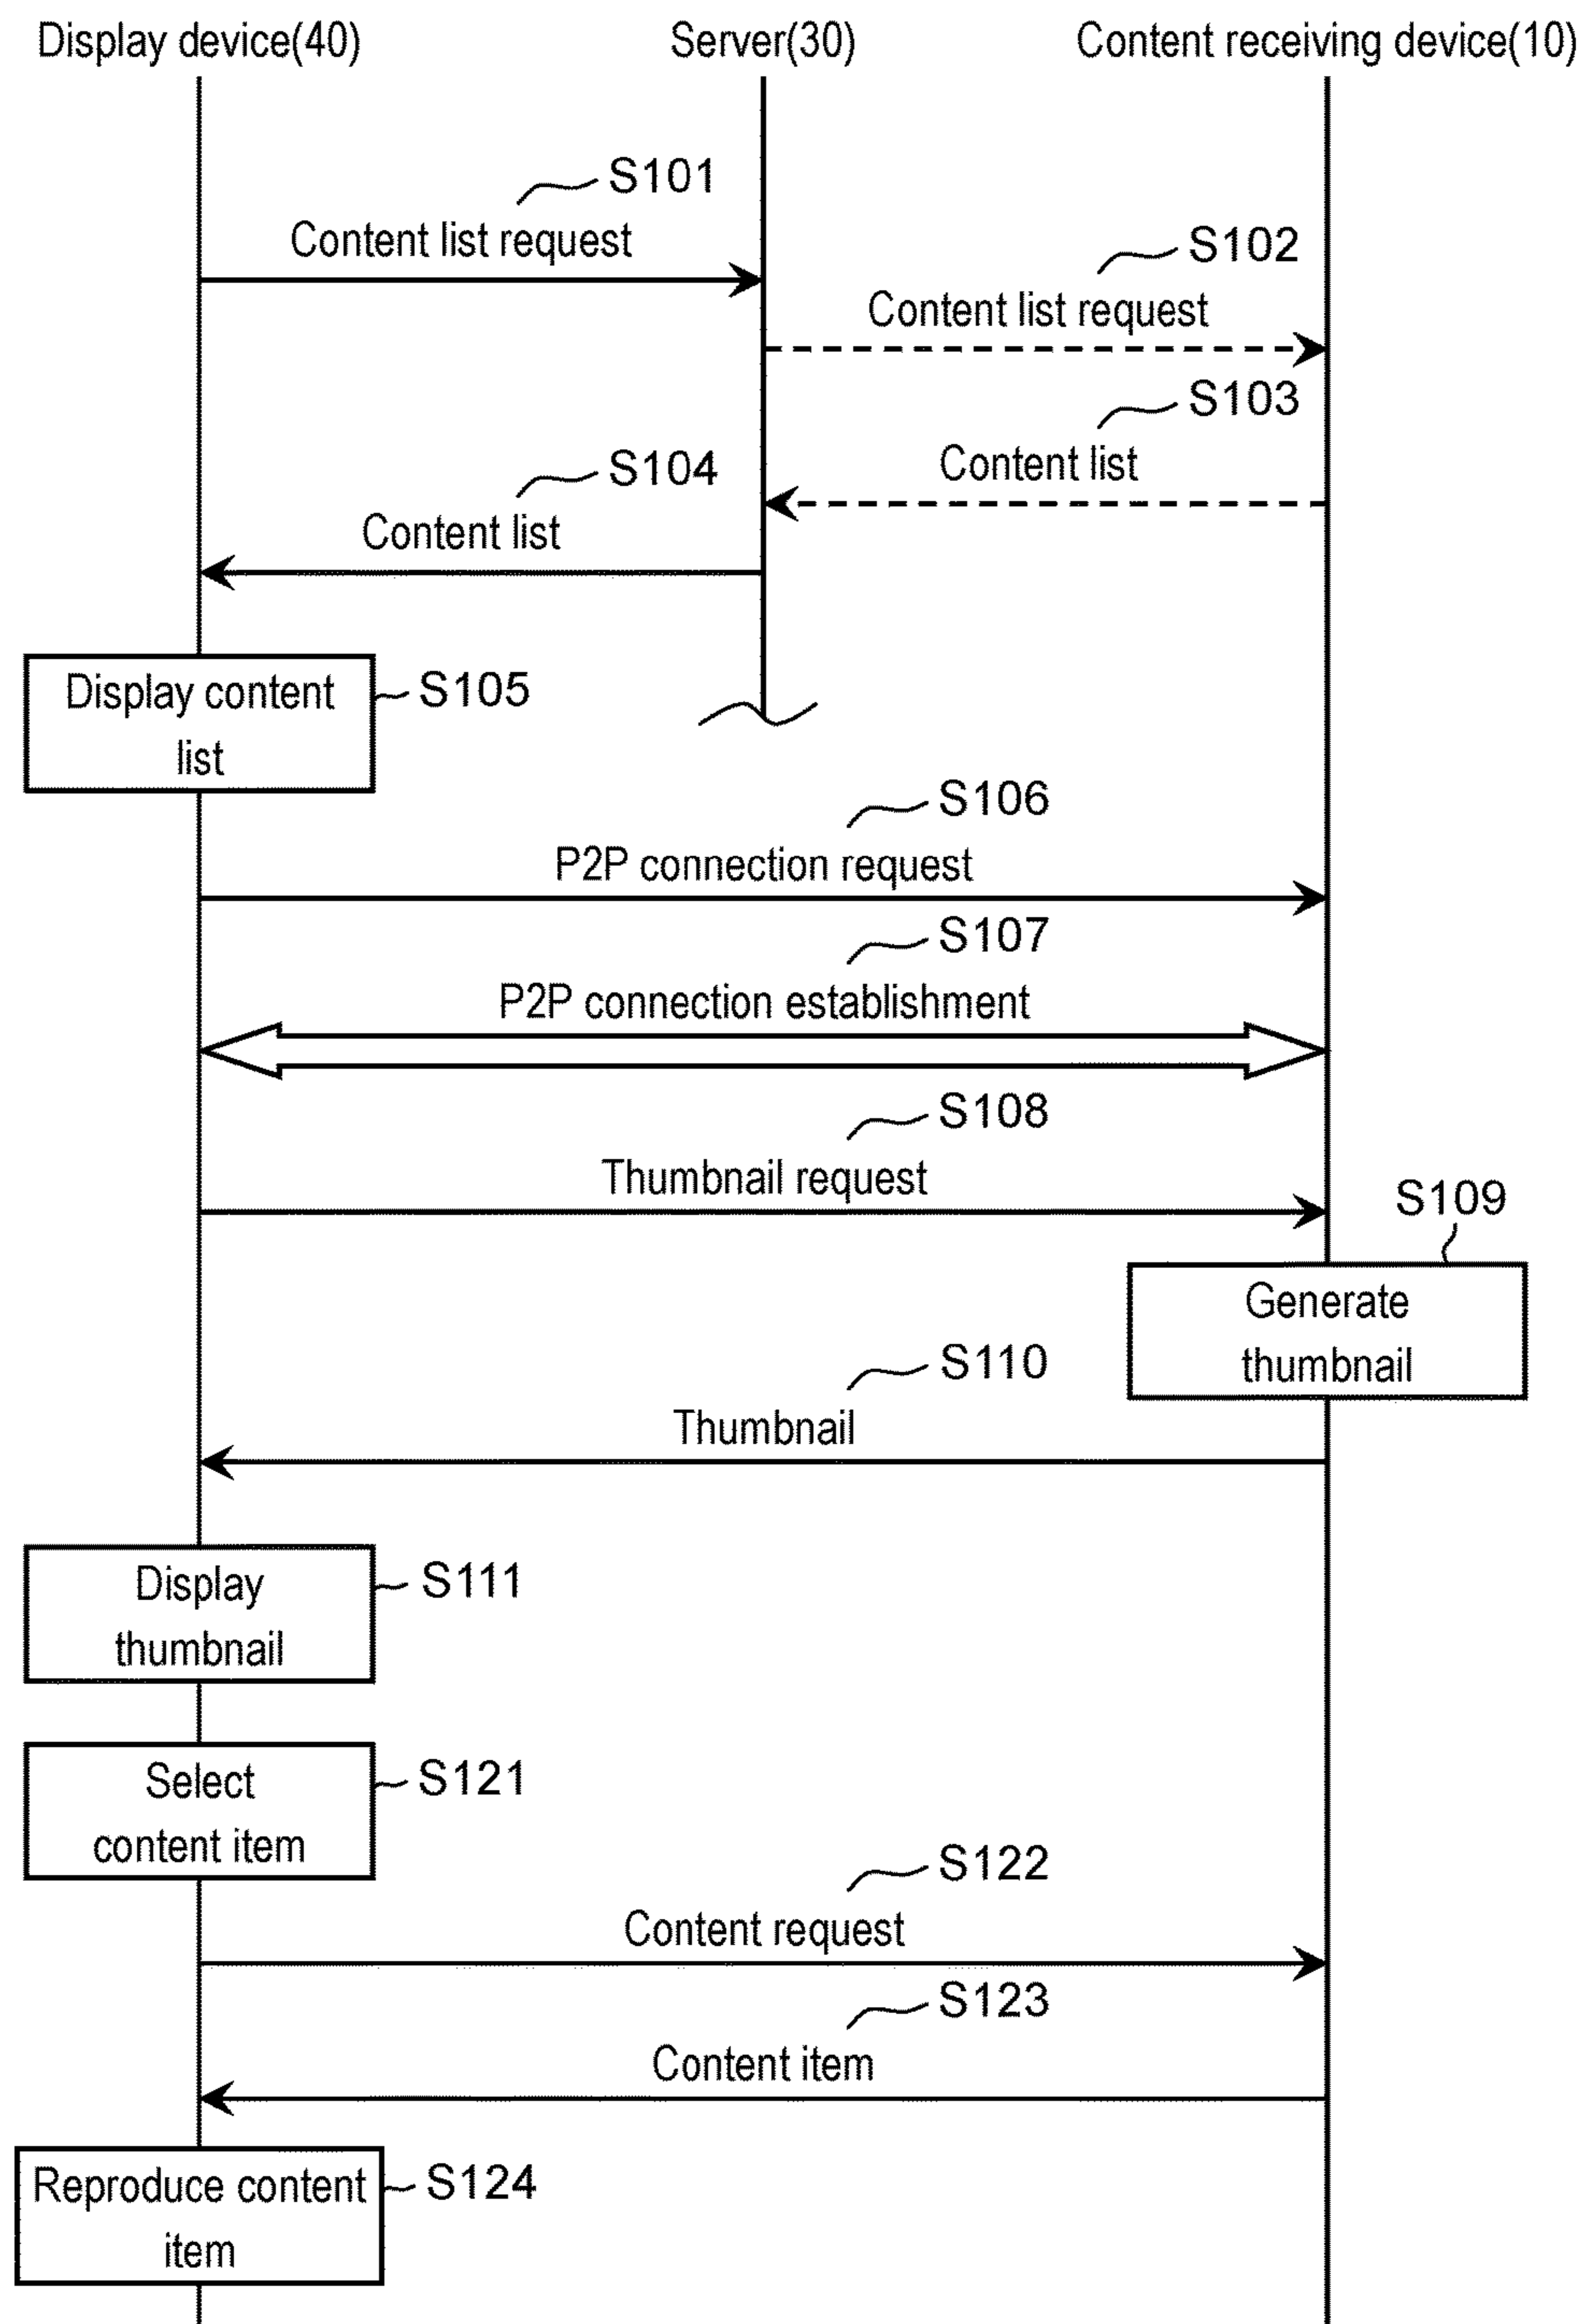 Display device(40)
Server(30)
Content receiving device(10)
S101
Content list request
S102
Content list request
S103
Content list
S104
Content list
Display content
list
S105
S106
P2P connection request
S107
P2P connection establishment
S108
Thumbnail request
S109
Generate
thumbnail
S110
Thumbnail
Display
thumbnail
S111
Select
content item
S121
S122
Content request
S123
Content item
Reproduce content
item
S124